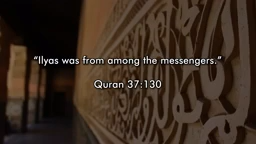 “Ilyas was from among the messengers.”
Quran 37:130